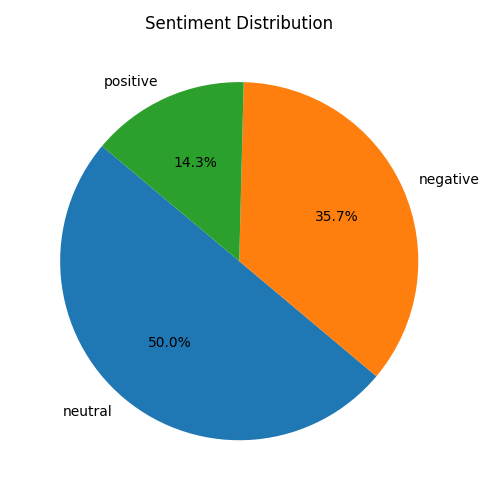 Sentiment Distribution
positive
14.3%
negative
35.7%
50.0%
neutral